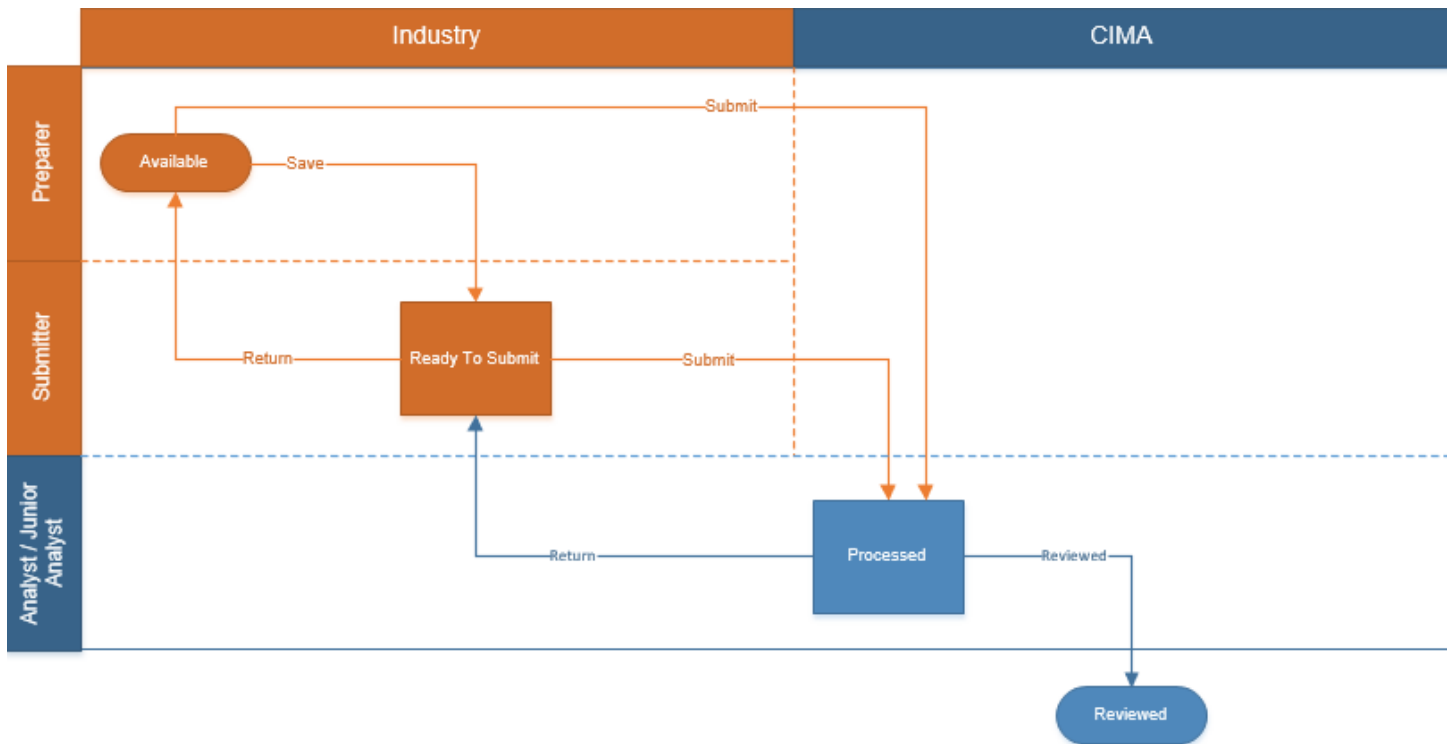 Industry
CIMA
Preparer
Submit
Available
Save
Submitter
Return
Ready To Submit
Submit
Analyst / Junior
Analyst
Return
Processed
Reviewed
Reviewed